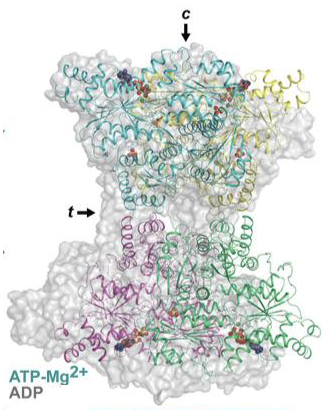 c
t
ATP-Mg2+
ADP